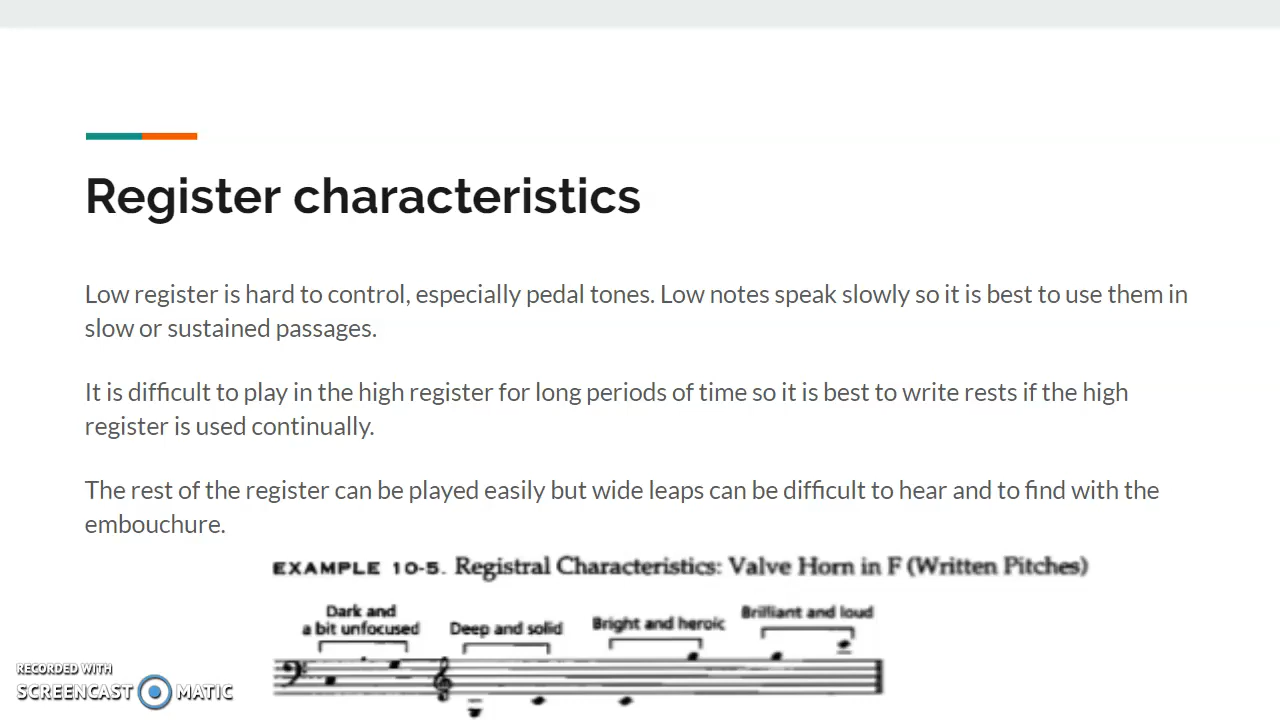 Register characteristics
Low register is hard to control, especially pedal tones. Low notes speak slowly so it is best to use them in
slow or sustained passages.
It is difficult to play in the high register for long periods of time so it is best to write rests if the high
register is used continually.
The rest of the register can be played easily but wide leaps can be difficult to hear and to find with the
embouchure.
EXAMPLE 10-5. Registral Characteristics: Valve Horn in F (Written Pitches)
Dark and
a bit unfocused
Deep and solid
Bright and heroic
Brilliant and loud
RECORDED WITH
SCREENCAST MATIC